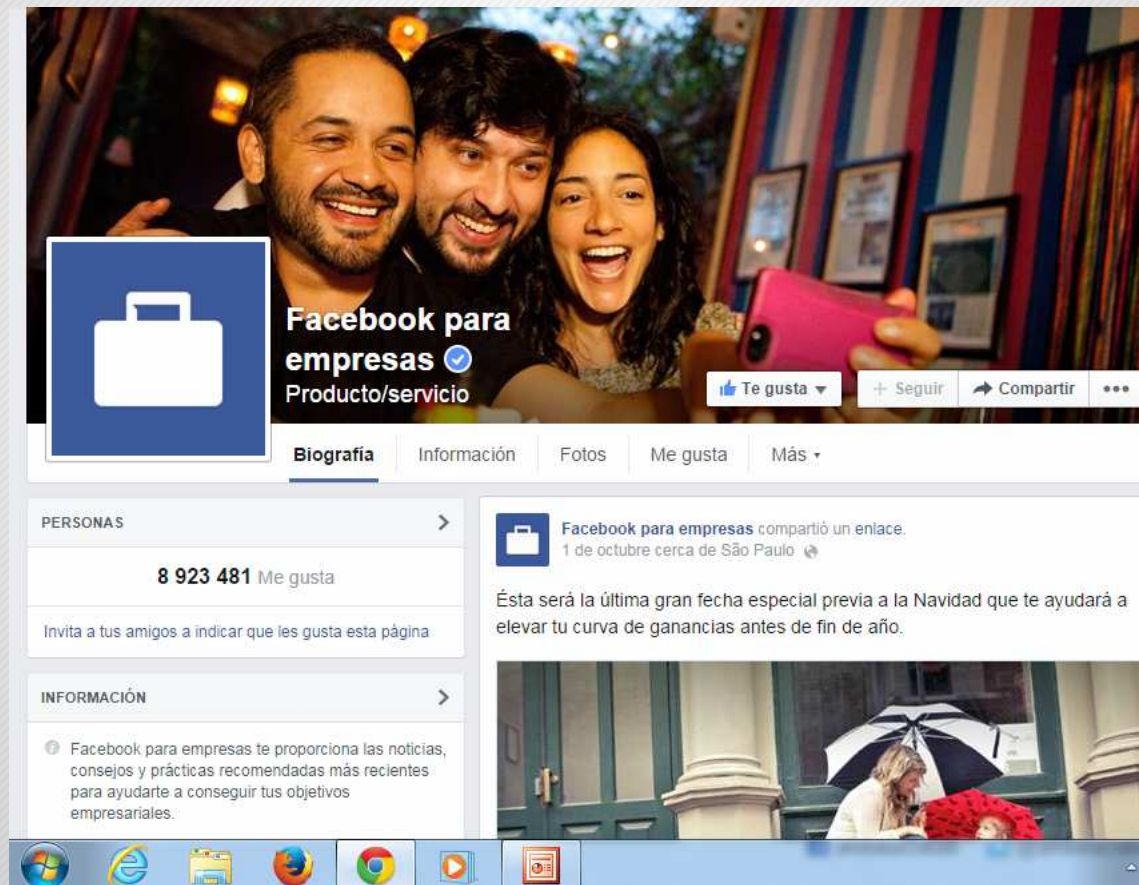 Facebook para
empresas
Producto/servicio
Te gusta
+ Seguir
Compartir
Biografía
Información
Fotos
Me gusta
Más
PERSONAS
8 923 481 Me gusta
Invita a tus amigos a indicar que les gusta esta página
INFORMACIÓN
Facebook para empresas te proporciona las noticias,
consejos y prácticas recomendadas más recientes
para ayudarte a conseguir tus objetivos
empresariales.
Facebook para empresas compartió un enlace.
1 de octubre cerca de São Paulo
Ésta será la última gran fecha especial previa a la Navidad que te ayudará a
elevar tu curva de ganancias antes de fin de año.